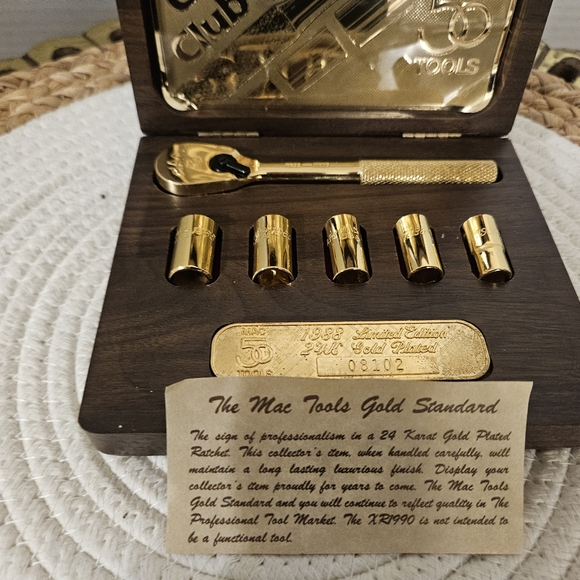 Club
50
TOOLS
MAC
50
TOOLS
1988 Limited Edition
24K Gold Plated
08102
The Mac Tools Gold Standard
The sign of professionalism in a 24 Karat Gold Plated
Ratchet. This collector's item, when handled carefully, will
maintain a long lasting luxurious finish. Display your
collector's item proudly for years to come. The Mac Tools
Gold Standard and you will continue to reflect quality in The
Professional Tool Market. The XR1990 is not intended to
be a functional tool.